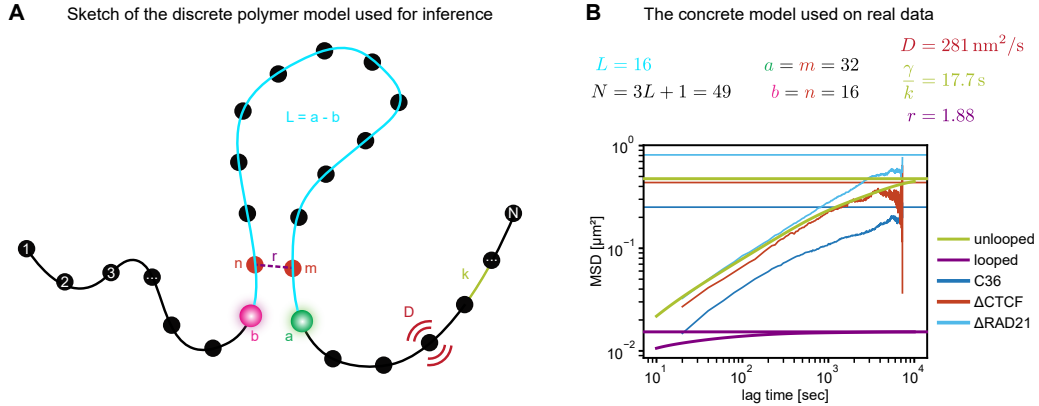 A Sketch of the discrete polymer model used for inference
L = a - b
1
2
3
...
n
r
m
b
a
D
k
...
N
B The concrete model used on real data
L = 16
N = 3L + 1 = 49
a = m = 32
b = n = 16
D = 281 nm²/s
γ/k = 17.7 s
r = 1.88
MSD [µm²]
10⁰
10⁻¹
10⁻²
10¹ 10² 10³ 10⁴
lag time [sec]
unlooped
looped
C36
ΔCTCF
ΔRAD21